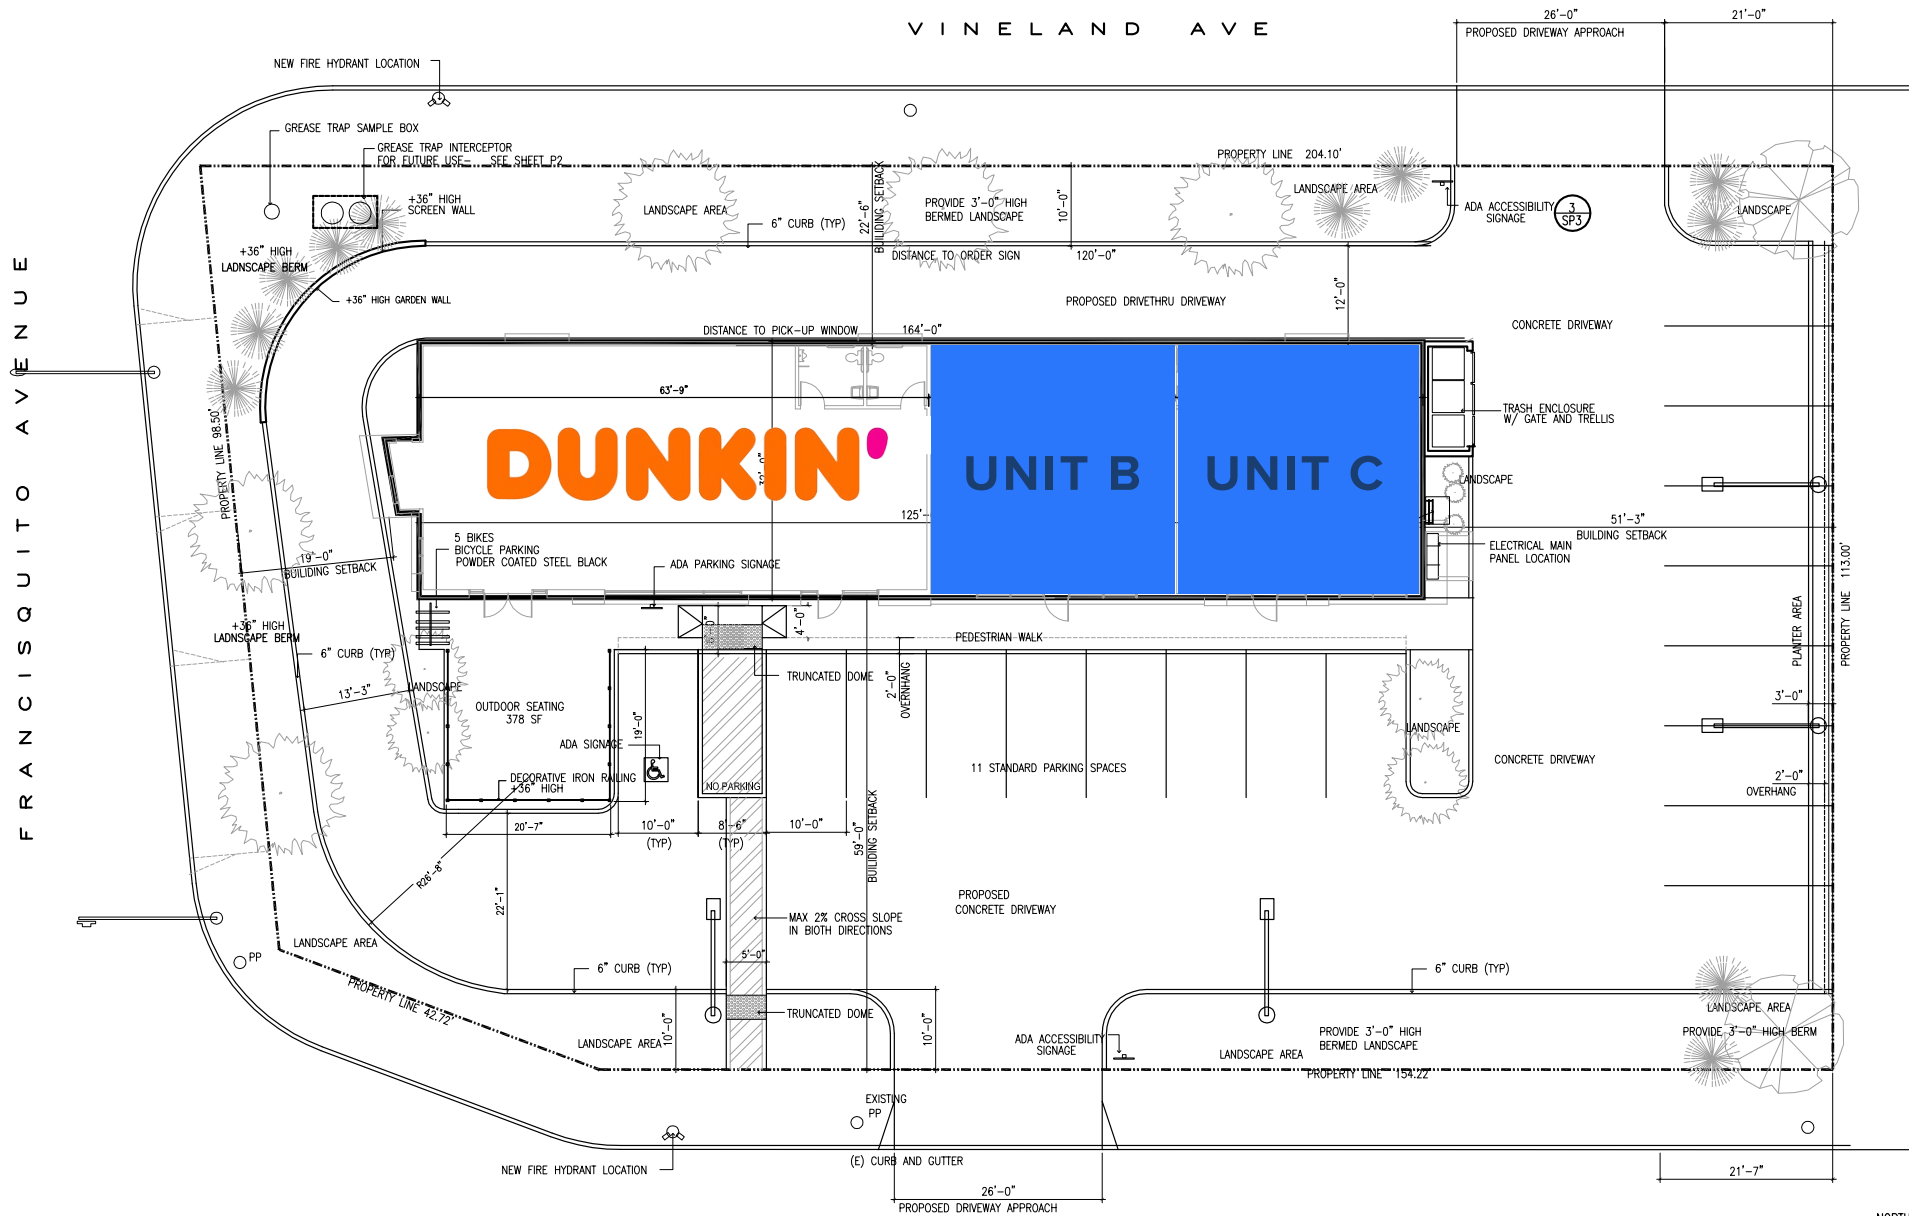 VINELAND AVE
26'-0"
21'-0"
PROPOSED DRIVEWAY APPROACH
NEW FIRE HYDRANT LOCATION
GREASE TRAP SAMPLE BOX
GREASE TRAP INTERCEPTOR
FOR FUTURE USE- SEE SHEET P2
PROPERTY LINE 204.10'
+36" HIGH
SCREEN WALL
LANDSCAPE AREA
22'-6"
BUILIDING SETBACK
PROVIDE 3'-0" HIGH
BERMED LANDSCAPE
10'-0"
LANDSCAPE AREA
ADA ACCESSIBILITY
SIGNAGE
3
SP3
LANDSCAPE
6" CURB (TYP)
+36" HIGH
LADNSCAPE BERM
DISTANCE TO ORDER SIGN
120'-0"
+36" HIGH GARDEN WALL
PROPOSED DRIVETHRU DRIVEWAY
12'-0"
CONCRETE DRIVEWAY
DISTANCE TO PICK-UP WINDOW
164'-0"
FRANCISQUITO AVENUE
63'-9"
PROPERTY LINE 98.50'
TRASH ENCLOSURE
W/ GATE AND TRELLIS
DUNKIN'
UNIT B
UNIT C
LANDSCAPE
125'-
51'-3"
BUILDING SETBACK
5 BIKES
BICYCLE PARKING
POWDER COATED STEEL BLACK
19'-0"
BUILDING SETBACK
ADA PARKING SIGNAGE
ELECTRICAL MAIN
PANEL LOCATION
PROPERTY LINE 113.00'
PLANTER AREA
+36" HIGH
LADNSCAPE BERM
4'-0"
PEDESTRIAN WALK
6" CURB (TYP)
13'-3"
LANDSCAPE
TRUNCATED DOME
2'-0"
OVERNHANG
OUTDOOR SEATING
378 SF
19'-0"
3'-0"
LANDSCAPE
ADA SIGNAGE
DECORATIVE IRON RAILING
+36" HIGH
NO PARKING
11 STANDARD PARKING SPACES
CONCRETE DRIVEWAY
2'-0"
OVERHANG
20'-7"
10'-0"
(TYP)
8'-6"
(TYP)
10'-0"
59'-0"
BUILIDING SETBACK
R26'-8"
22'-1"
PROPOSED
CONCRETE DRIVEWAY
MAX 2% CROSS SLOPE
IN BIOTH DIRECTIONS
LANDSCAPE AREA
PP
5'-0"
6" CURB (TYP)
6" CURB (TYP)
PROPERTY LINE 42.72'
TRUNCATED DOME
LANDSCAPE AREA
10'-0"
10'-0"
ADA ACCESSIBILITY
SIGNAGE
LANDSCAPE AREA
PROVIDE 3'-0" HIGH
BERMED LANDSCAPE
LANDSCAPE AREA
PROVIDE 3'-0" HIGH BERM
PROPERTY LINE 154.22'
EXISTING
PP
NEW FIRE HYDRANT LOCATION
(E) CURB AND GUTTER
21'-7"
26'-0"
PROPOSED DRIVEWAY APPROACH